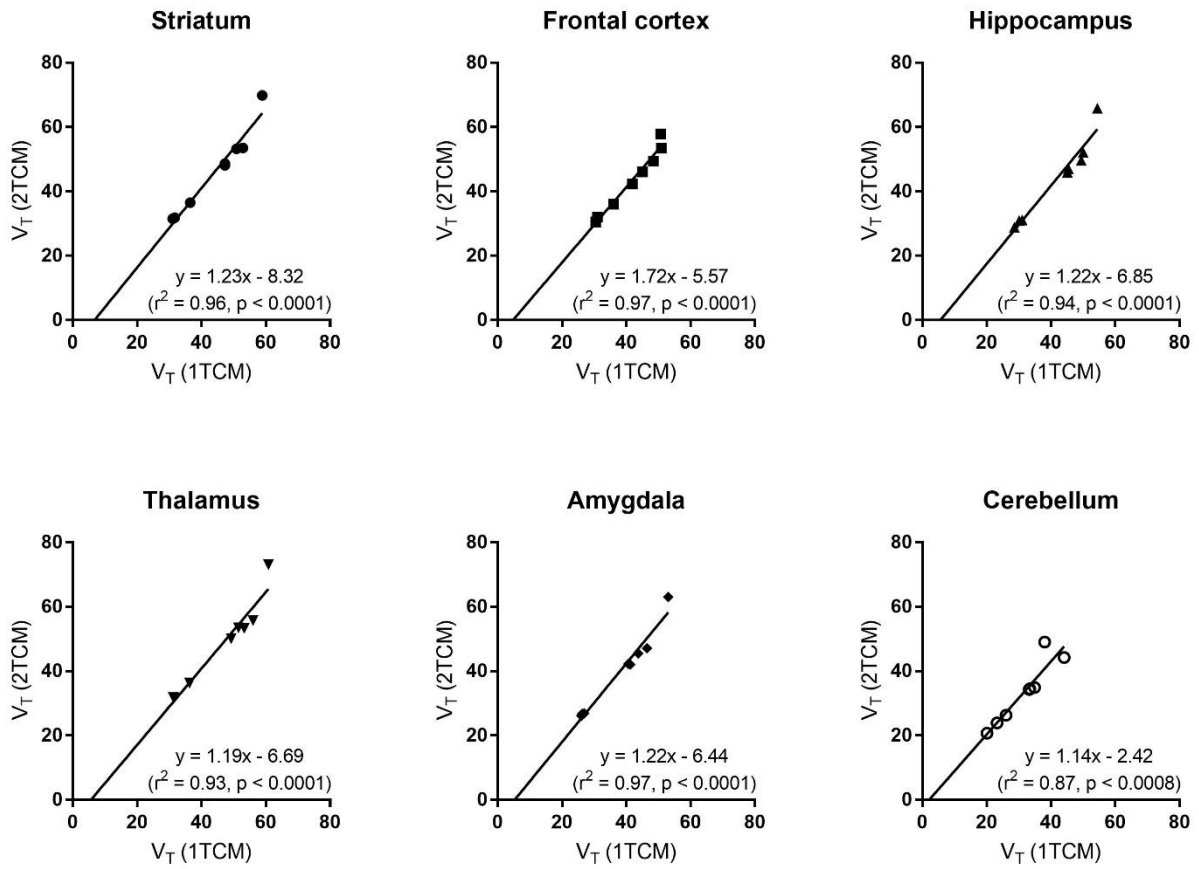 Striatum
80
60
40
20
0
V_T (2TCM)
y = 1.23x - 8.32
(r² = 0.96, p < 0.0001)
0 20 40 60 80
V_T (1TCM)
Frontal cortex
80
60
40
20
0
V_T (2TCM)
y = 1.72x - 5.57
(r² = 0.97, p < 0.0001)
0 20 40 60 80
V_T (1TCM)
Hippocampus
80
60
40
20
0
V_T (2TCM)
y = 1.22x - 6.85
(r² = 0.94, p < 0.0001)
0 20 40 60 80
V_T (1TCM)
Thalamus
80
60
40
20
0
V_T (2TCM)
y = 1.19x - 6.69
(r² = 0.93, p < 0.0001)
0 20 40 60 80
V_T (1TCM)
Amygdala
80
60
40
20
0
V_T (2TCM)
y = 1.22x - 6.44
(r² = 0.97, p < 0.0001)
0 20 40 60 80
V_T (1TCM)
Cerebellum
80
60
40
20
0
V_T (2TCM)
y = 1.14x - 2.42
(r² = 0.87, p < 0.0008)
0 20 40 60 80
V_T (1TCM)